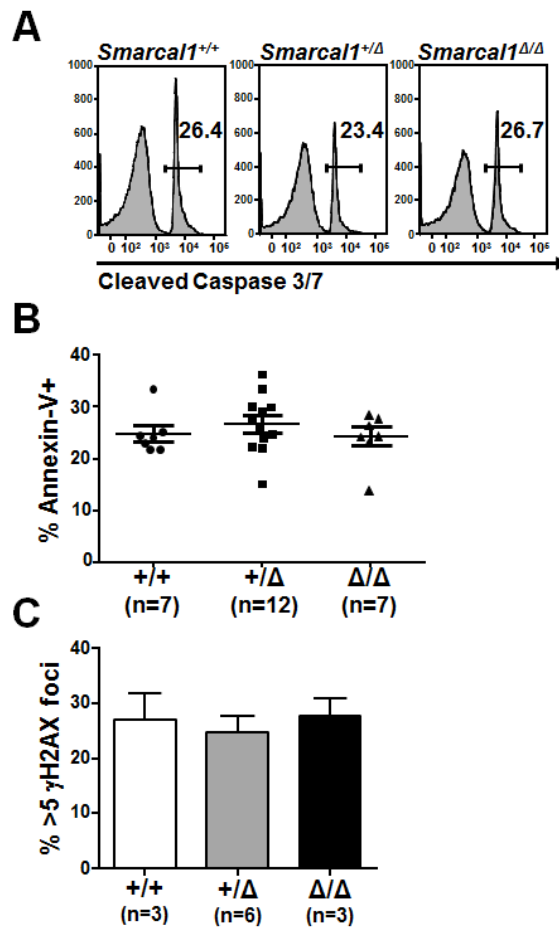 A
Smarcal1+/+ Smarcal1+/Δ Smarcal1Δ/Δ
1000 1000 1000
800 800 800
600 600 600
400 400 400
200 200 200
0 0 0
26.4 23.4 26.7
0 10² 10³ 10⁴ 10⁵ 0 10² 10³ 10⁴ 10⁵ 0 10² 10³ 10⁴ 10⁵
Cleaved Caspase 3/7
B
% Annexin-V+
40
30
20
10
0
+/+ +/Δ Δ/Δ
(n=7) (n=12) (n=7)
C
% >5 γH2AX foci
40
30
20
10
0
+/+ +/Δ Δ/Δ
(n=3) (n=6) (n=3)